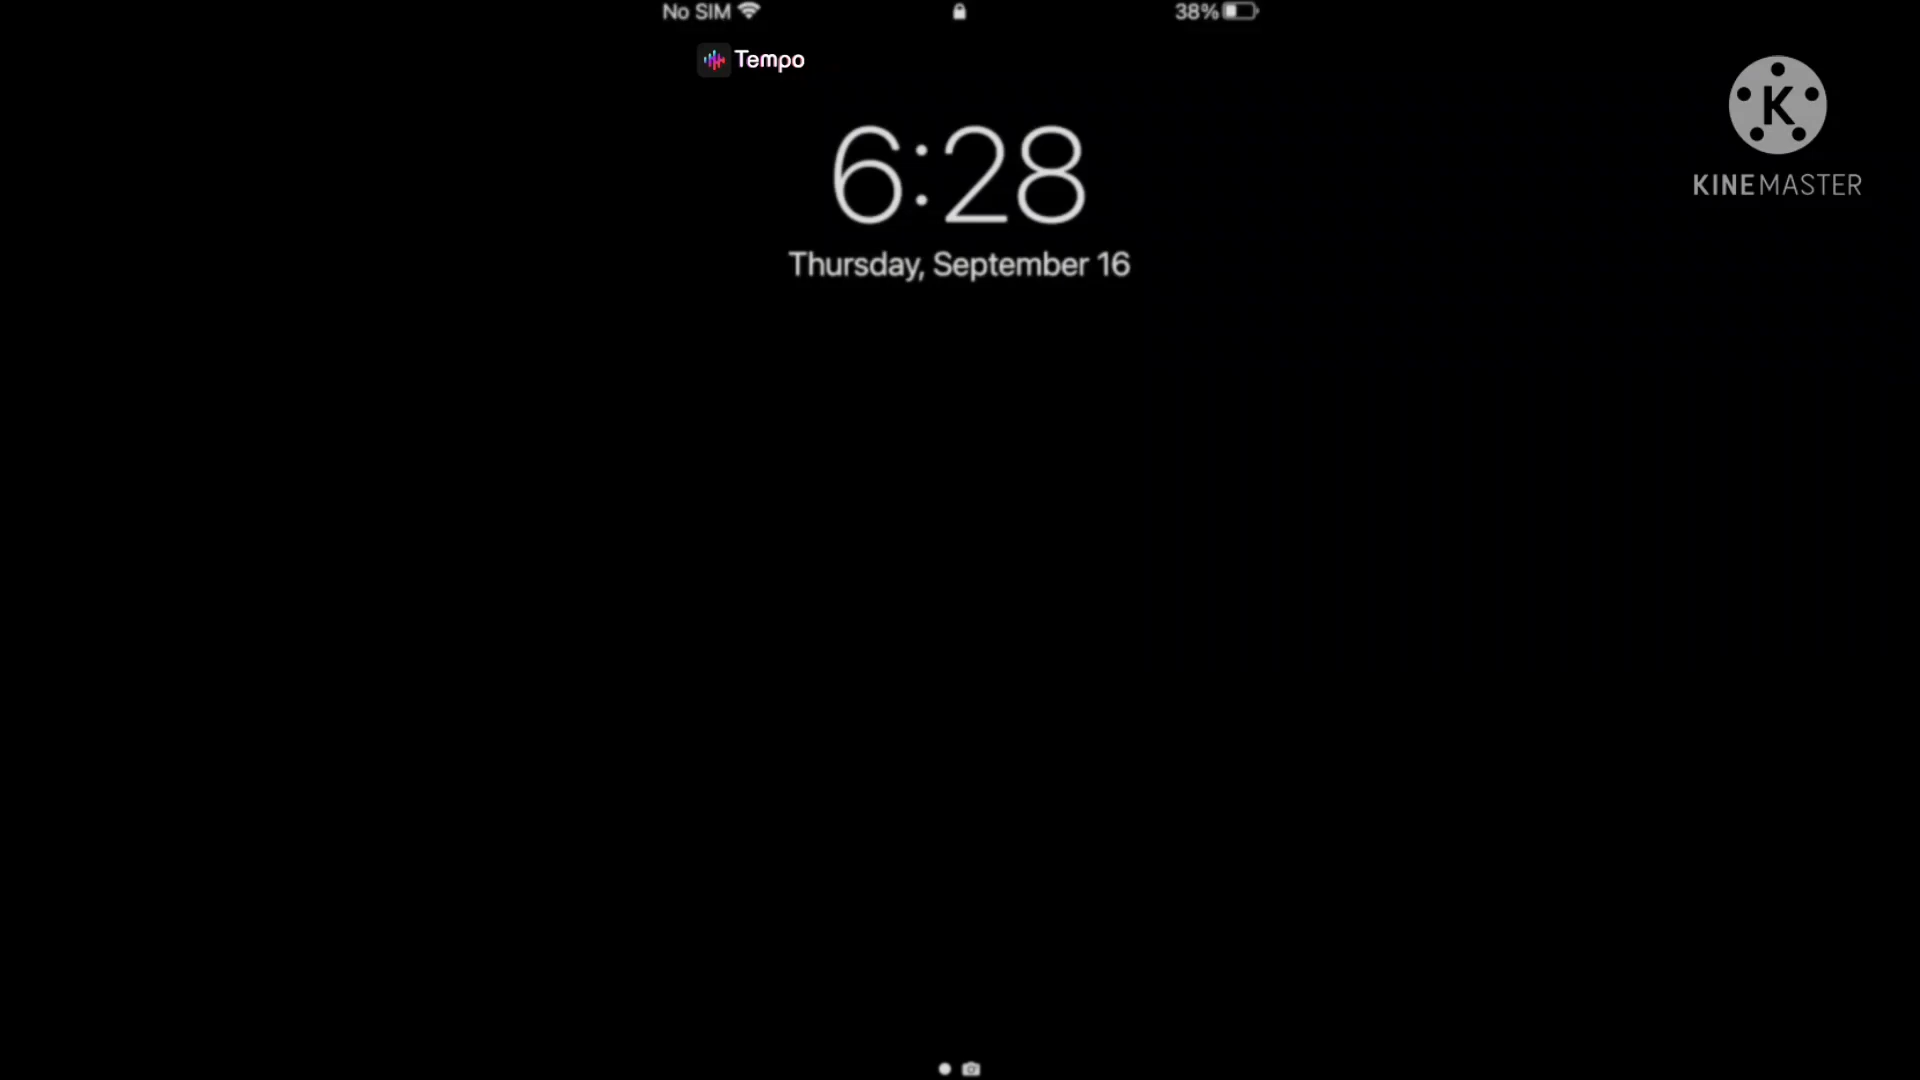 No SIM 38%
Tempo
K
KINEMASTER
6:28
Thursday, September 16